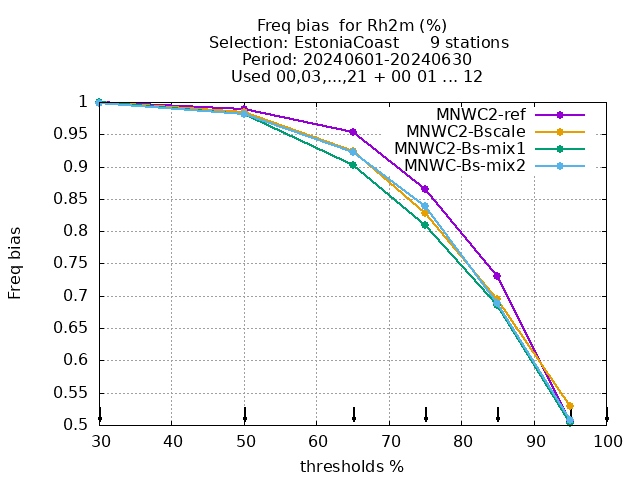 Freq bias  for Rh2m (%)
Selection: EstoniaCoast      9 stations
Period: 20240601-20240630
Used 00,03,...,21 + 00 01 ... 12
MNWC2-ref
MNWC2-Bscale
MNWC2-Bs-mix1
MNWC-Bs-mix2
1
0.95
0.9
0.85
0.8
0.75
0.7
0.65
0.6
0.55
0.5
Freq bias
30 40 50 60 70 80 90 100
thresholds %